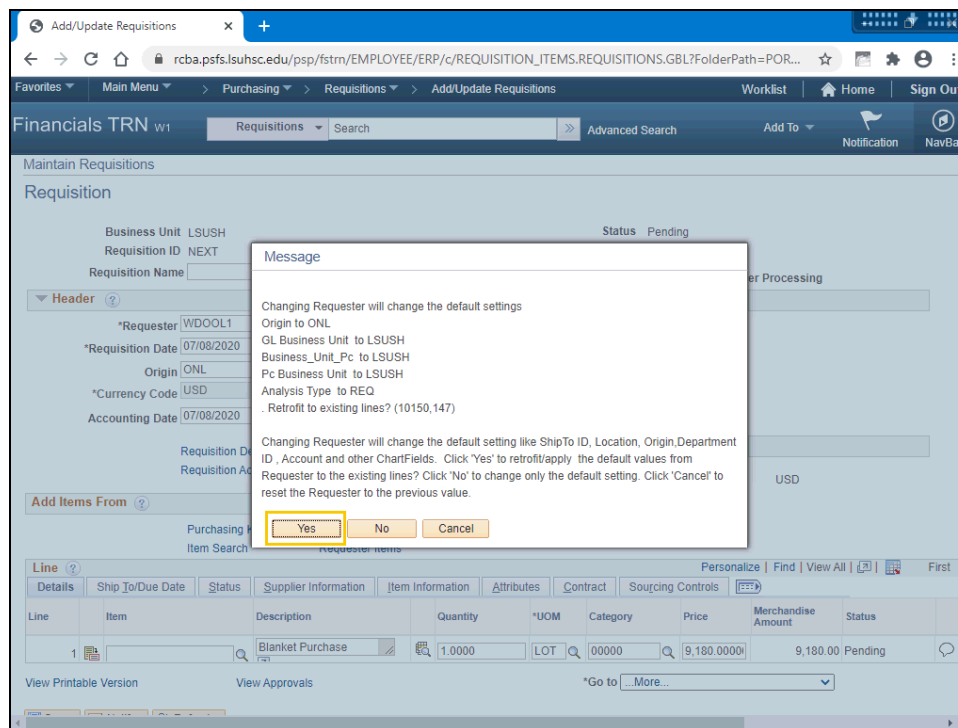 Add/Update Requisitions
rcba.psfs.lsuhsc.edu/psp/fstrn/EMPLOYEE/ERP/c/REQUISITION_ITEMS.REQUISITIONS.GBL?FolderPath=POR...
Favorites Main Menu > Purchasing > Requisitions > Add/Update Requisitions Worklist Home Sign Ou
Financials TRN W1 Requisitions Search Advanced Search Add To Notification NavBa
Maintain Requisitions
Requisition
Business Unit LSUSH Status Pending
Requisition ID NEXT
Requisition Name er Processing
Header
*Requester WDOOL1
*Requisition Date 07/08/2020
Origin ONL
*Currency Code USD
Accounting Date 07/08/2020
Requisition De
Requisition Ad USD
Add Items From
Purchasing K
Item Search Requester Items
Message
Changing Requester will change the default settings
Origin to ONL
GL Business Unit to LSUSH
Business_Unit_Pc to LSUSH
Pc Business Unit to LSUSH
Analysis Type to REQ
. Retrofit to existing lines? (10150,147)
Changing Requester will change the default setting like ShipTo ID, Location, Origin,Department
ID , Account and other ChartFields. Click 'Yes' to retrofit/apply the default values from
Requester to the existing lines? Click 'No' to change only the default setting. Click 'Cancel' to
reset the Requester to the previous value.
Yes No Cancel
Line Personalize | Find | View All | | First
Details Ship To/Due Date Status Supplier Information Item Information Attributes Contract Sourcing Controls
Line Item Description Quantity *UOM Category Price Merchandise Amount Status
1 Blanket Purchase 1.0000 LOT 00000 9,180.0000 9,180.00 Pending
View Printable Version View Approvals *Go to ...More...